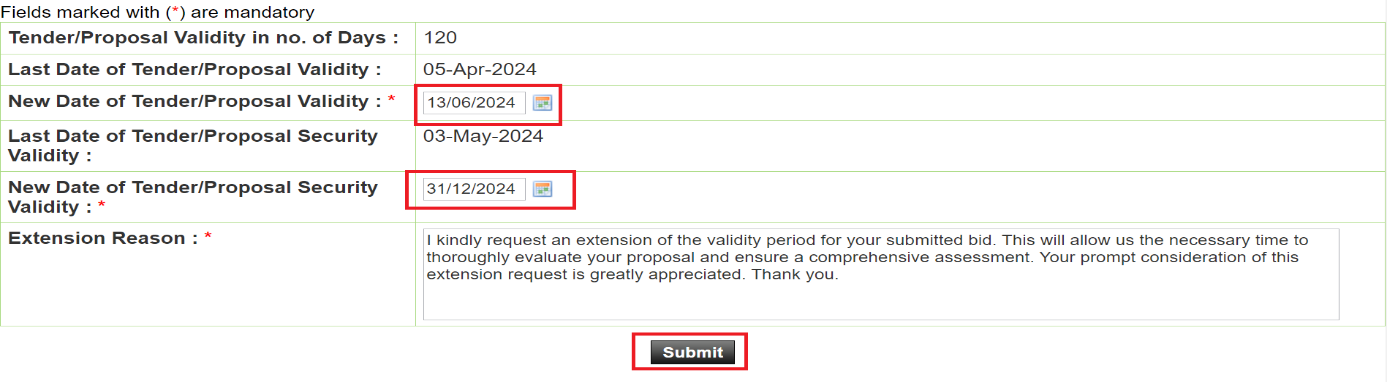 Fields marked with (*) are mandatory
Tender/Proposal Validity in no. of Days : 120
Last Date of Tender/Proposal Validity : 05-Apr-2024
New Date of Tender/Proposal Validity : * 13/06/2024
Last Date of Tender/Proposal Security 03-May-2024
Validity :
New Date of Tender/Proposal Security 31/12/2024
Validity : *
Extension Reason : * I kindly request an extension of the validity period for your submitted bid. This will allow us the necessary time to
thoroughly evaluate your proposal and ensure a comprehensive assessment. Your prompt consideration of this
extension request is greatly appreciated. Thank you.
Submit